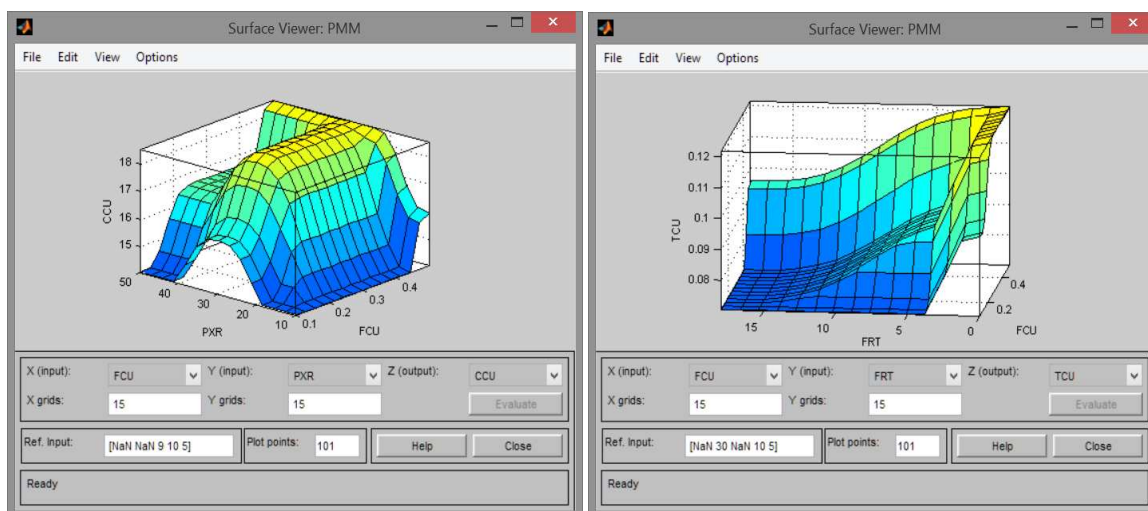 Surface Viewer: PMM
File Edit View Options
18
17
16
15
CCU
50
40
30
20
10
PXR
0.1
0.2
0.3
0.4
FCU
X (input): FCU Y (input): PXR Z (output): CCU
X grids: 15 Y grids: 15 Evaluate
Ref. Input: [NaN NaN 9 10 5] Plot points: 101 Help Close
Ready
Surface Viewer: PMM
File Edit View Options
0.12
0.11
0.1
0.09
0.08
TCU
15
10
5
0
FRT
0.4
0.2
FCU
X (input): FCU Y (input): FRT Z (output): TCU
X grids: 15 Y grids: 15 Evaluate
Ref. Input: [NaN 30 NaN 10 5] Plot points: 101 Help Close
Ready